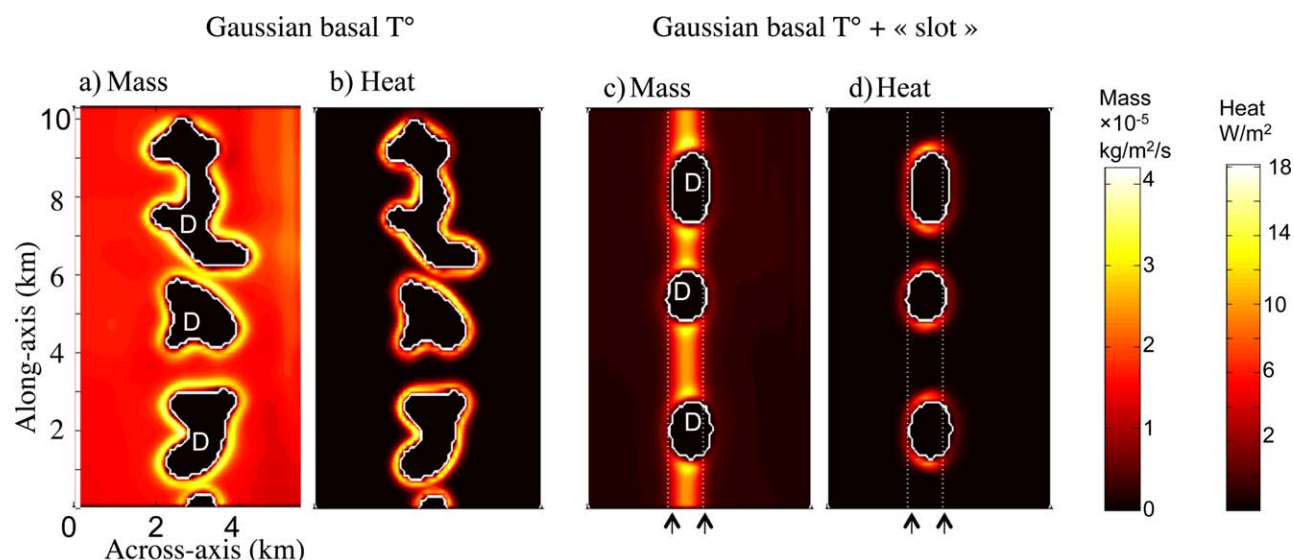 Gaussian basal T°
Gaussian basal T° + « slot »
a) Mass
b) Heat
c) Mass
d) Heat
Mass
×10⁻⁵
kg/m²/s
Heat
W/m²
10
8
6
4
2
0
2
4
Along-axis (km)
Across-axis (km)
D
D
D
D
D
D
4
3
2
1
0
18
14
10
6
2